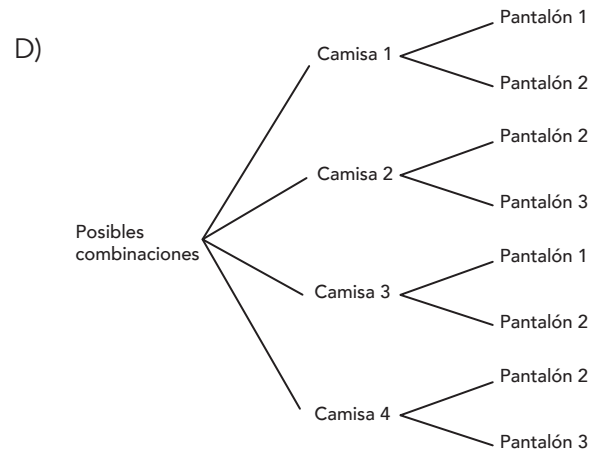 D)
Posibles
combinaciones
Camisa 1
Pantalón 1
Pantalón 2
Camisa 2
Pantalón 2
Pantalón 3
Camisa 3
Pantalón 1
Pantalón 2
Camisa 4
Pantalón 2
Pantalón 3